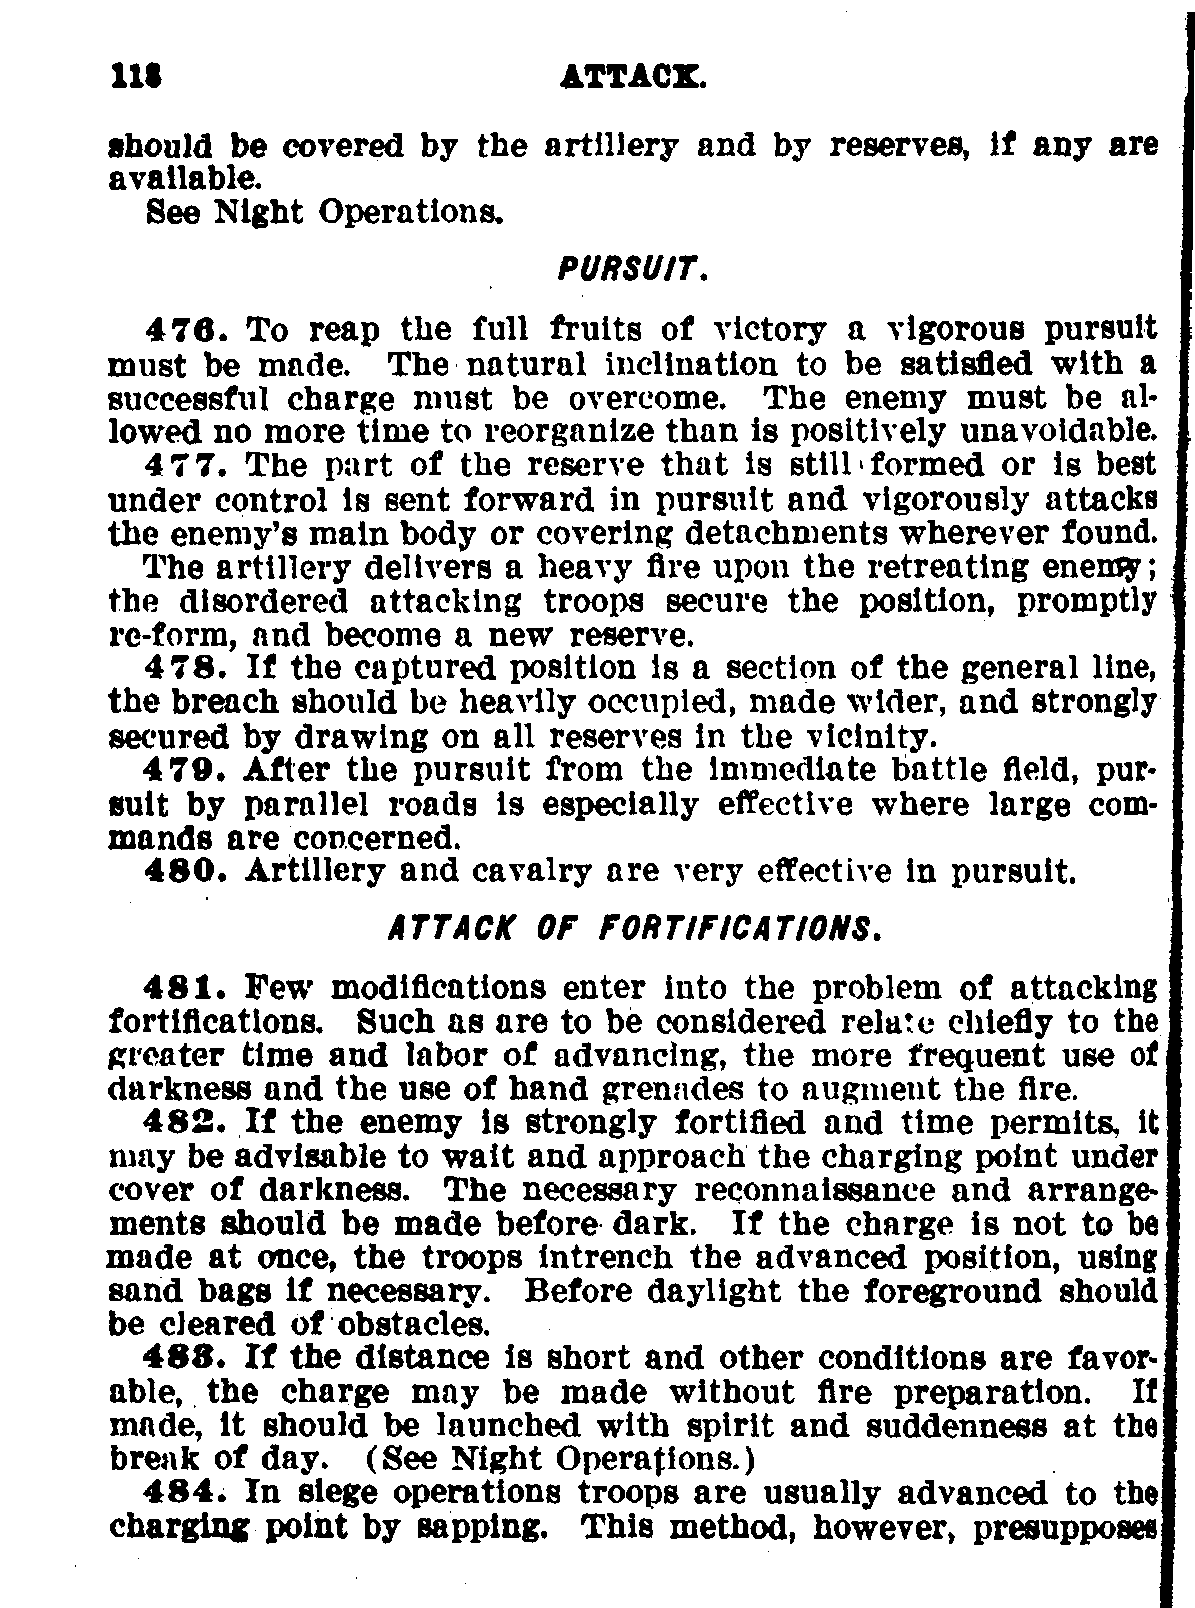 118 ATTACK.
should be covered by the artillery and by reserves, if any are
available.
See Night Operations.
PURSUIT.
476. To reap the full fruits of victory a vigorous pursuit
must be made. The natural inclination to be satisfied with a
successful charge must be overcome. The enemy must be al-
lowed no more time to reorganize than is positively unavoidable.
477. The part of the reserve that is still formed or is best
under control is sent forward in pursuit and vigorously attacks
the enemy's main body or covering detachments wherever found.
The artillery delivers a heavy fire upon the retreating enemy;
the disordered attacking troops secure the position, promptly
re-form, and become a new reserve.
478. If the captured position is a section of the general line,
the breach should be heavily occupied, made wider, and strongly
secured by drawing on all reserves in the vicinity.
479. After the pursuit from the immediate battle field, pur-
suit by parallel roads is especially effective where large com-
mands are concerned.
480. Artillery and cavalry are very effective in pursuit.
ATTACK OF FORTIFICATIONS.
481. Few modifications enter into the problem of attacking
fortifications. Such as are to be considered relate chiefly to the
greater time and labor of advancing, the more frequent use of
darkness and the use of hand grenades to augment the fire.
482. If the enemy is strongly fortified and time permits, it
may be advisable to wait and approach the charging point under
cover of darkness. The necessary reconnaissance and arrange-
ments should be made before dark. If the charge is not to be
made at once, the troops intrench the advanced position, using
sand bags if necessary. Before daylight the foreground should
be cleared of obstacles.
483. If the distance is short and other conditions are favor-
able, the charge may be made without fire preparation. If
made, it should be launched with spirit and suddenness at the
break of day. (See Night Operations.)
484. In siege operations troops are usually advanced to the
charging point by sapping. This method, however, presupposes